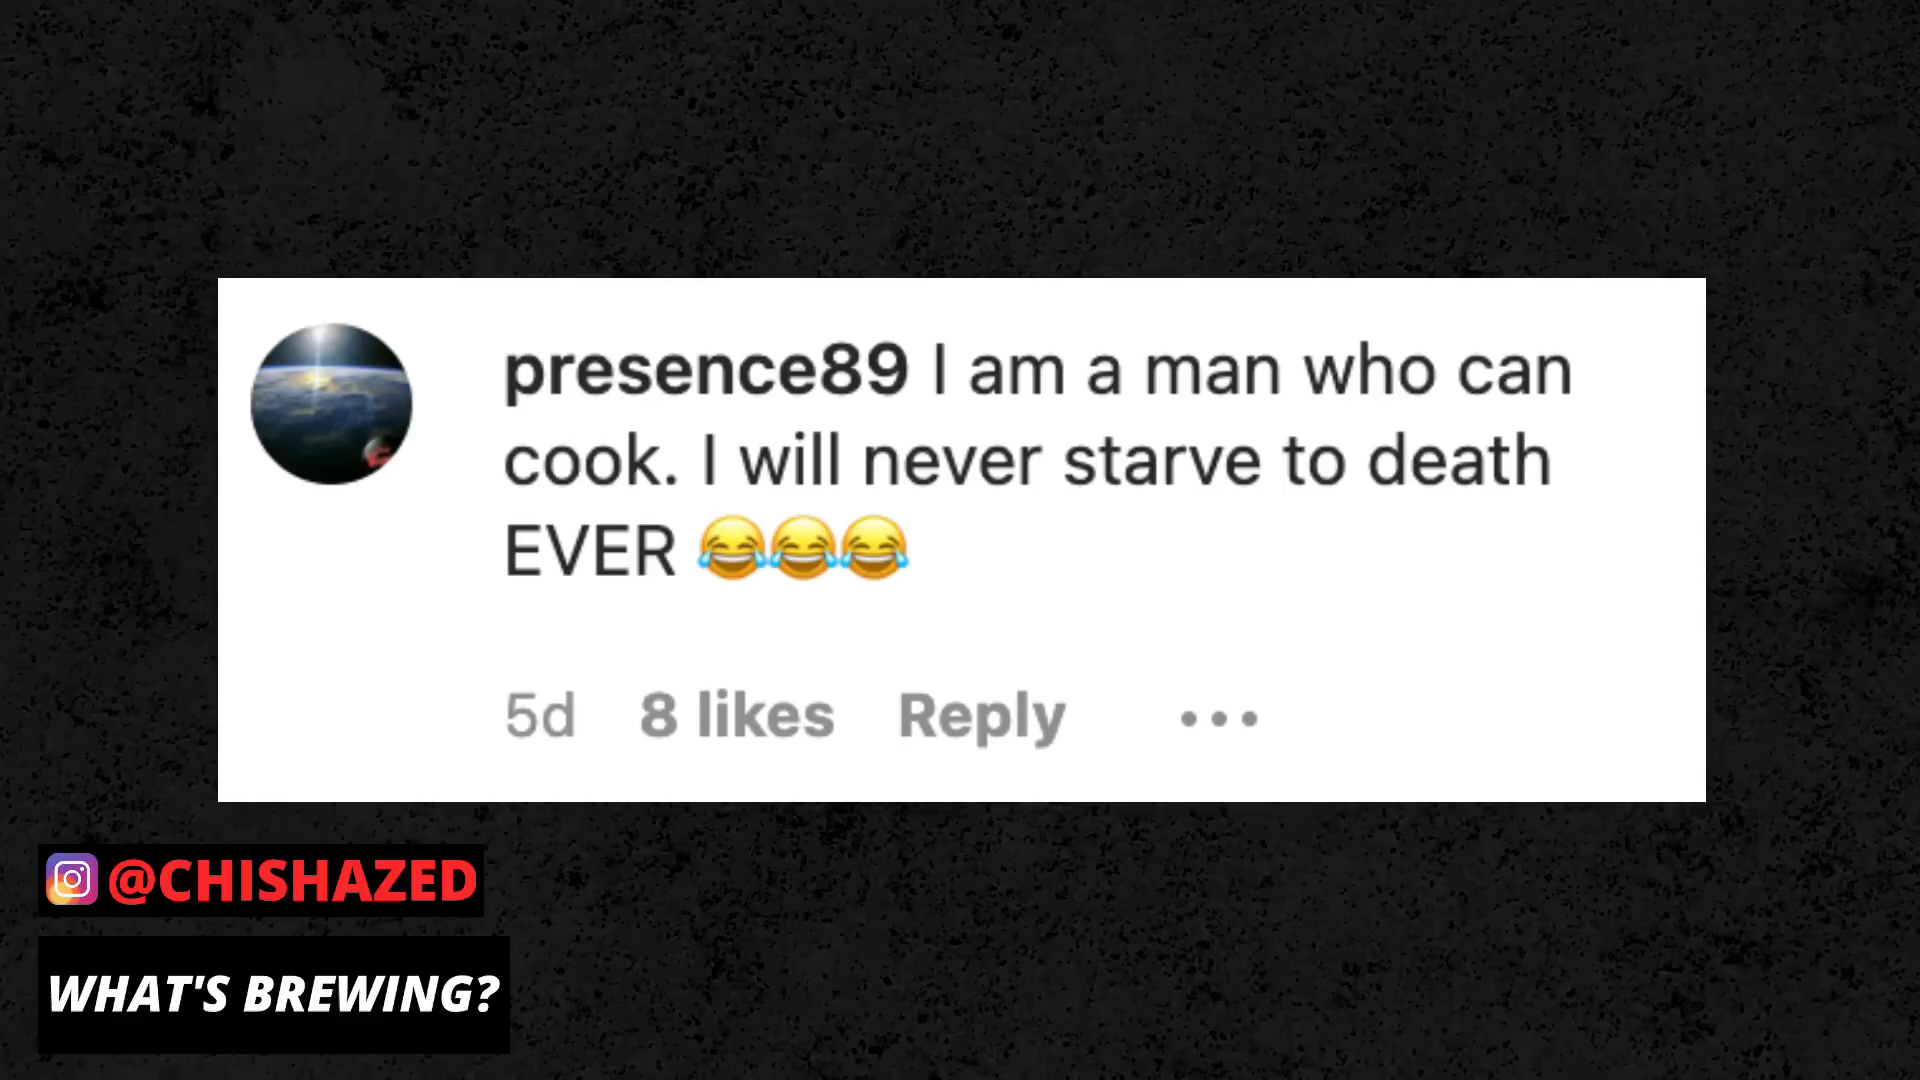 presence89 I am a man who can
cook. I will never starve to death
EVER 😂😂😂
5d 8 likes Reply •••
@CHISHAZED
WHAT'S BREWING?